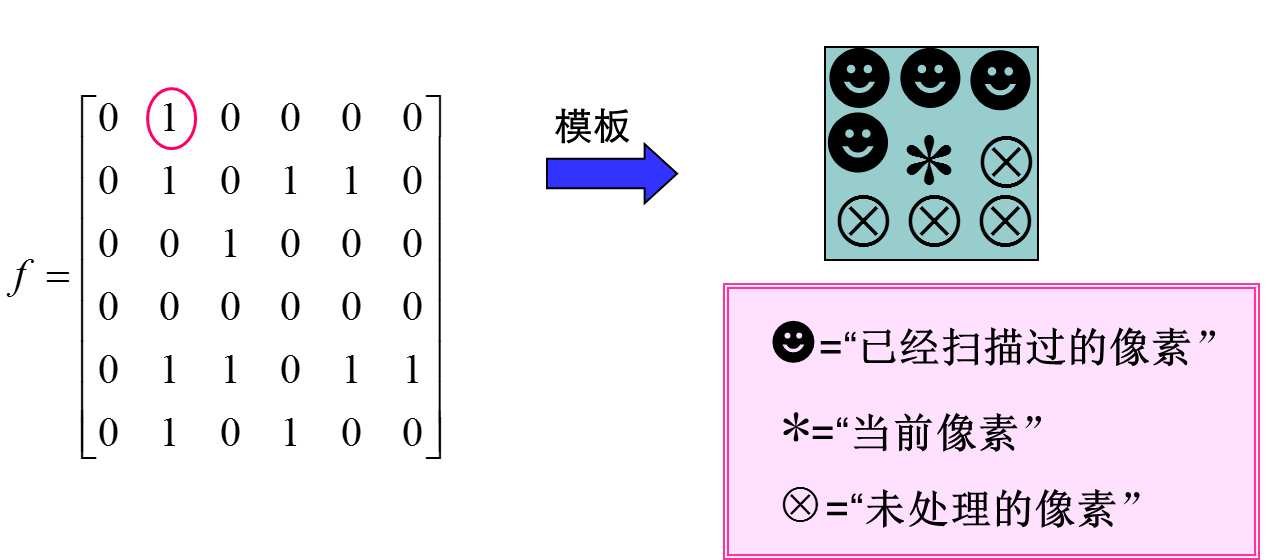 f =
0 1 0 0 0 0
0 1 0 1 1 0
0 0 1 0 0 0
0 0 0 0 0 0
0 1 1 0 1 1
0 1 0 1 0 0
模板
☻ ☻ ☻
☻ * ⊗
⊗ ⊗ ⊗
☻=“已经扫描过的像素”
*=“当前像素”
⊗=“未处理的像素”